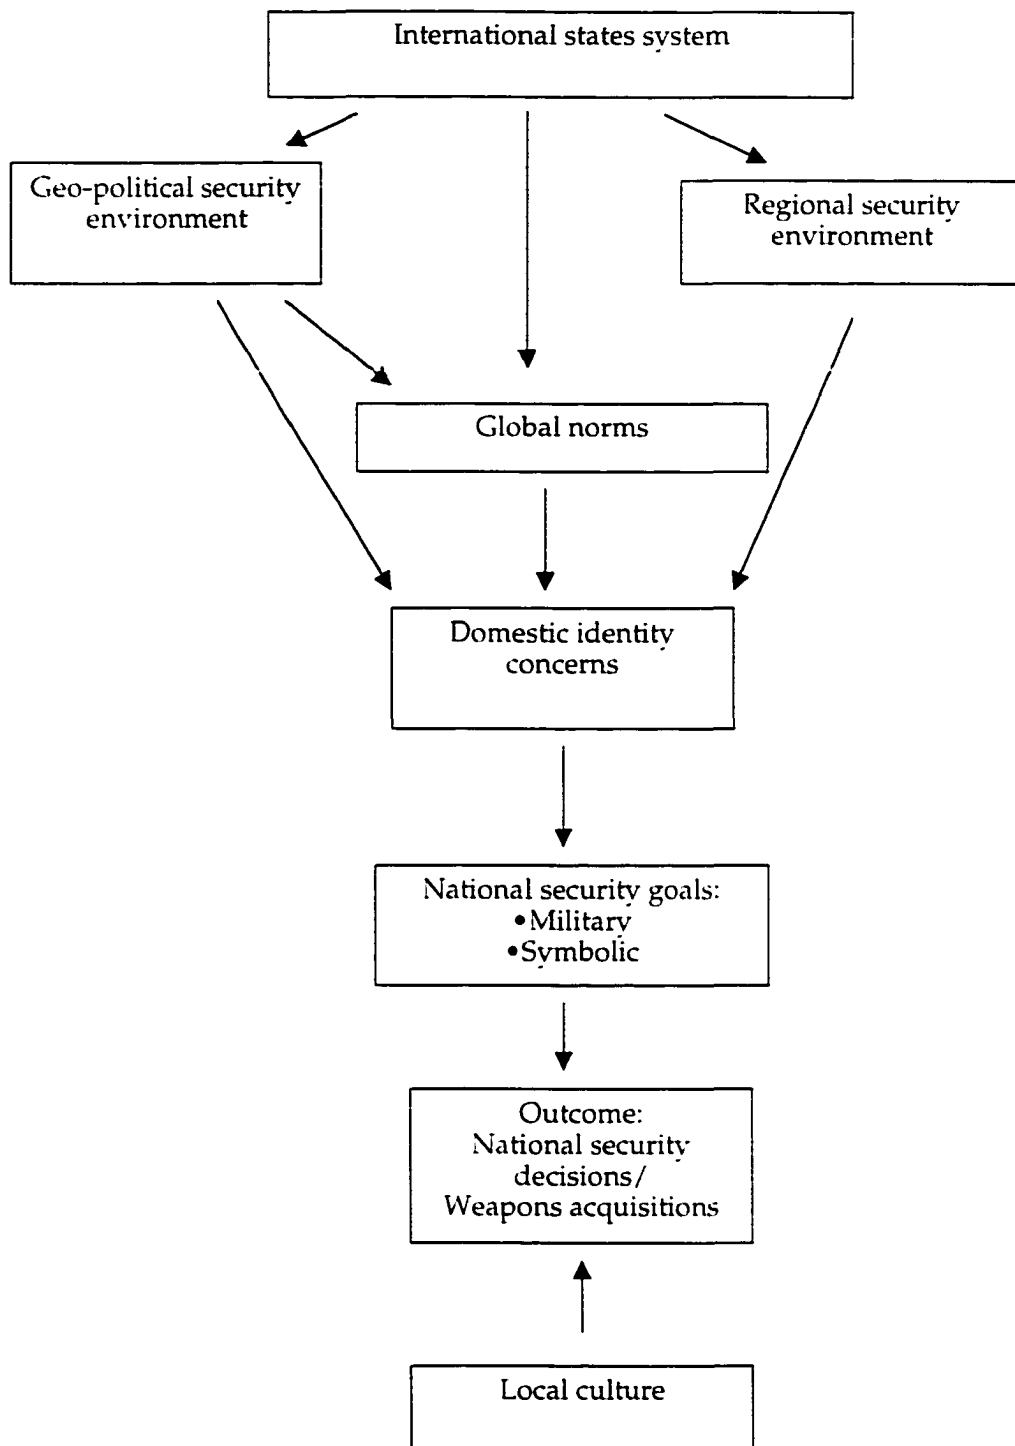 International states system
Geo-political security
environment
Regional security
environment
Global norms
Domestic identity
concerns
National security goals:
•Military
•Symbolic
Outcome:
National security
decisions/
Weapons acquisitions
Local culture